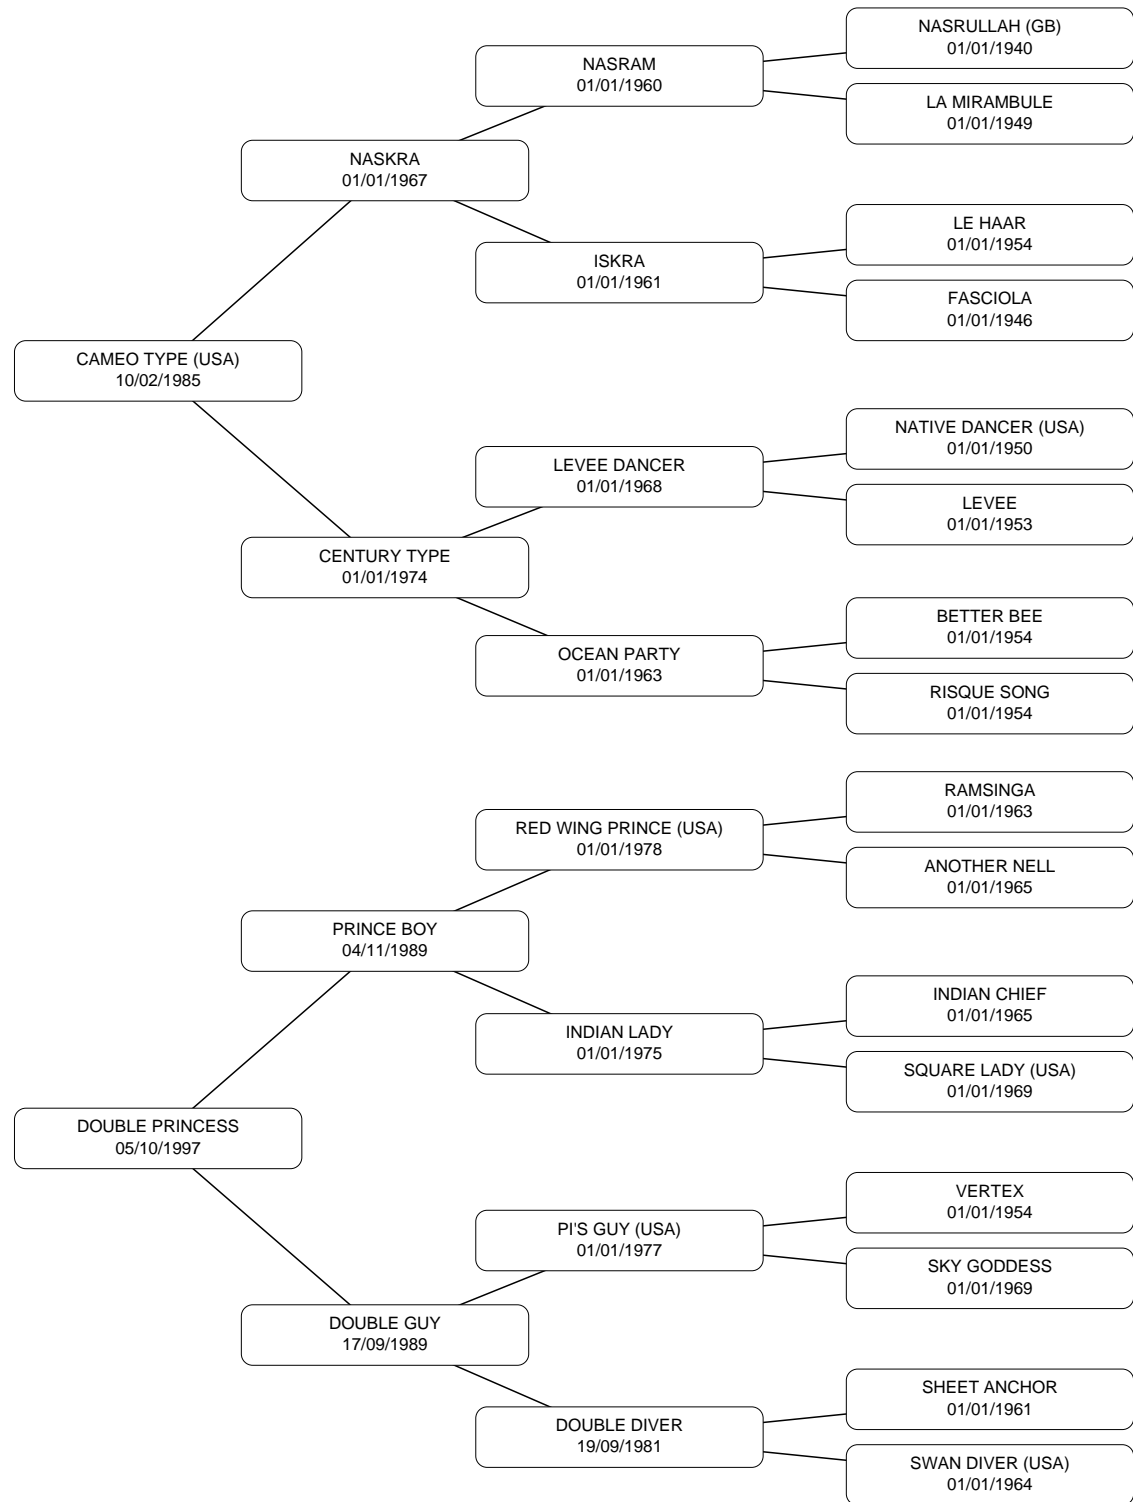 NASRULLAH (GB)
01/01/1940
NASRAM
01/01/1960
LA MIRAMBULE
01/01/1949
NASKRA
01/01/1967
LE HAAR
01/01/1954
ISKRA
01/01/1961
FASCIOLA
01/01/1946
CAMEO TYPE (USA)
10/02/1985
NATIVE DANCER (USA)
01/01/1950
LEVEE DANCER
01/01/1968
LEVEE
01/01/1953
CENTURY TYPE
01/01/1974
BETTER BEE
01/01/1954
OCEAN PARTY
01/01/1963
RISQUE SONG
01/01/1954
RAMSINGA
01/01/1963
RED WING PRINCE (USA)
01/01/1978
ANOTHER NELL
01/01/1965
PRINCE BOY
04/11/1989
INDIAN CHIEF
01/01/1965
INDIAN LADY
01/01/1975
SQUARE LADY (USA)
01/01/1969
DOUBLE PRINCESS
05/10/1997
VERTEX
01/01/1954
PI'S GUY (USA)
01/01/1977
SKY GODDESS
01/01/1969
DOUBLE GUY
17/09/1989
SHEET ANCHOR
01/01/1961
DOUBLE DIVER
19/09/1981
SWAN DIVER (USA)
01/01/1964